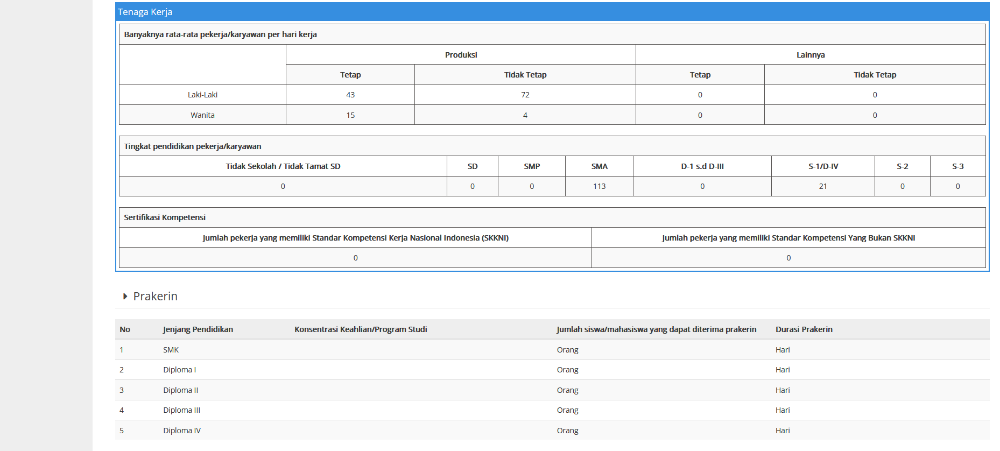 Tenaga Kerja
Banyaknya rata-rata pekerja/karyawan per hari kerja
Produksi Lainnya
Tetap Tidak Tetap Tetap Tidak Tetap
Laki-Laki 43 72 0 0
Wanita 15 4 0 0
Tingkat pendidikan pekerja/karyawan
Tidak Sekolah / Tidak Tamat SD SD SMP SMA D-1 s.d D-III S-1/D-IV S-2 S-3
0 0 0 113 0 21 0 0
Sertifikasi Kompetensi
Jumlah pekerja yang memiliki Standar Kompetensi Kerja Nasional Indonesia (SKKNI) Jumlah pekerja yang memiliki Standar Kompetensi Yang Bukan SKKNI
0 0
Prakerin
No Jenjang Pendidikan Konsentrasi Keahlian/Program Studi Jumlah siswa/mahasiswa yang dapat diterima prakerin Durasi Prakerin
1 SMK Orang Hari
2 Diploma I Orang Hari
3 Diploma II Orang Hari
4 Diploma III Orang Hari
5 Diploma IV Orang Hari